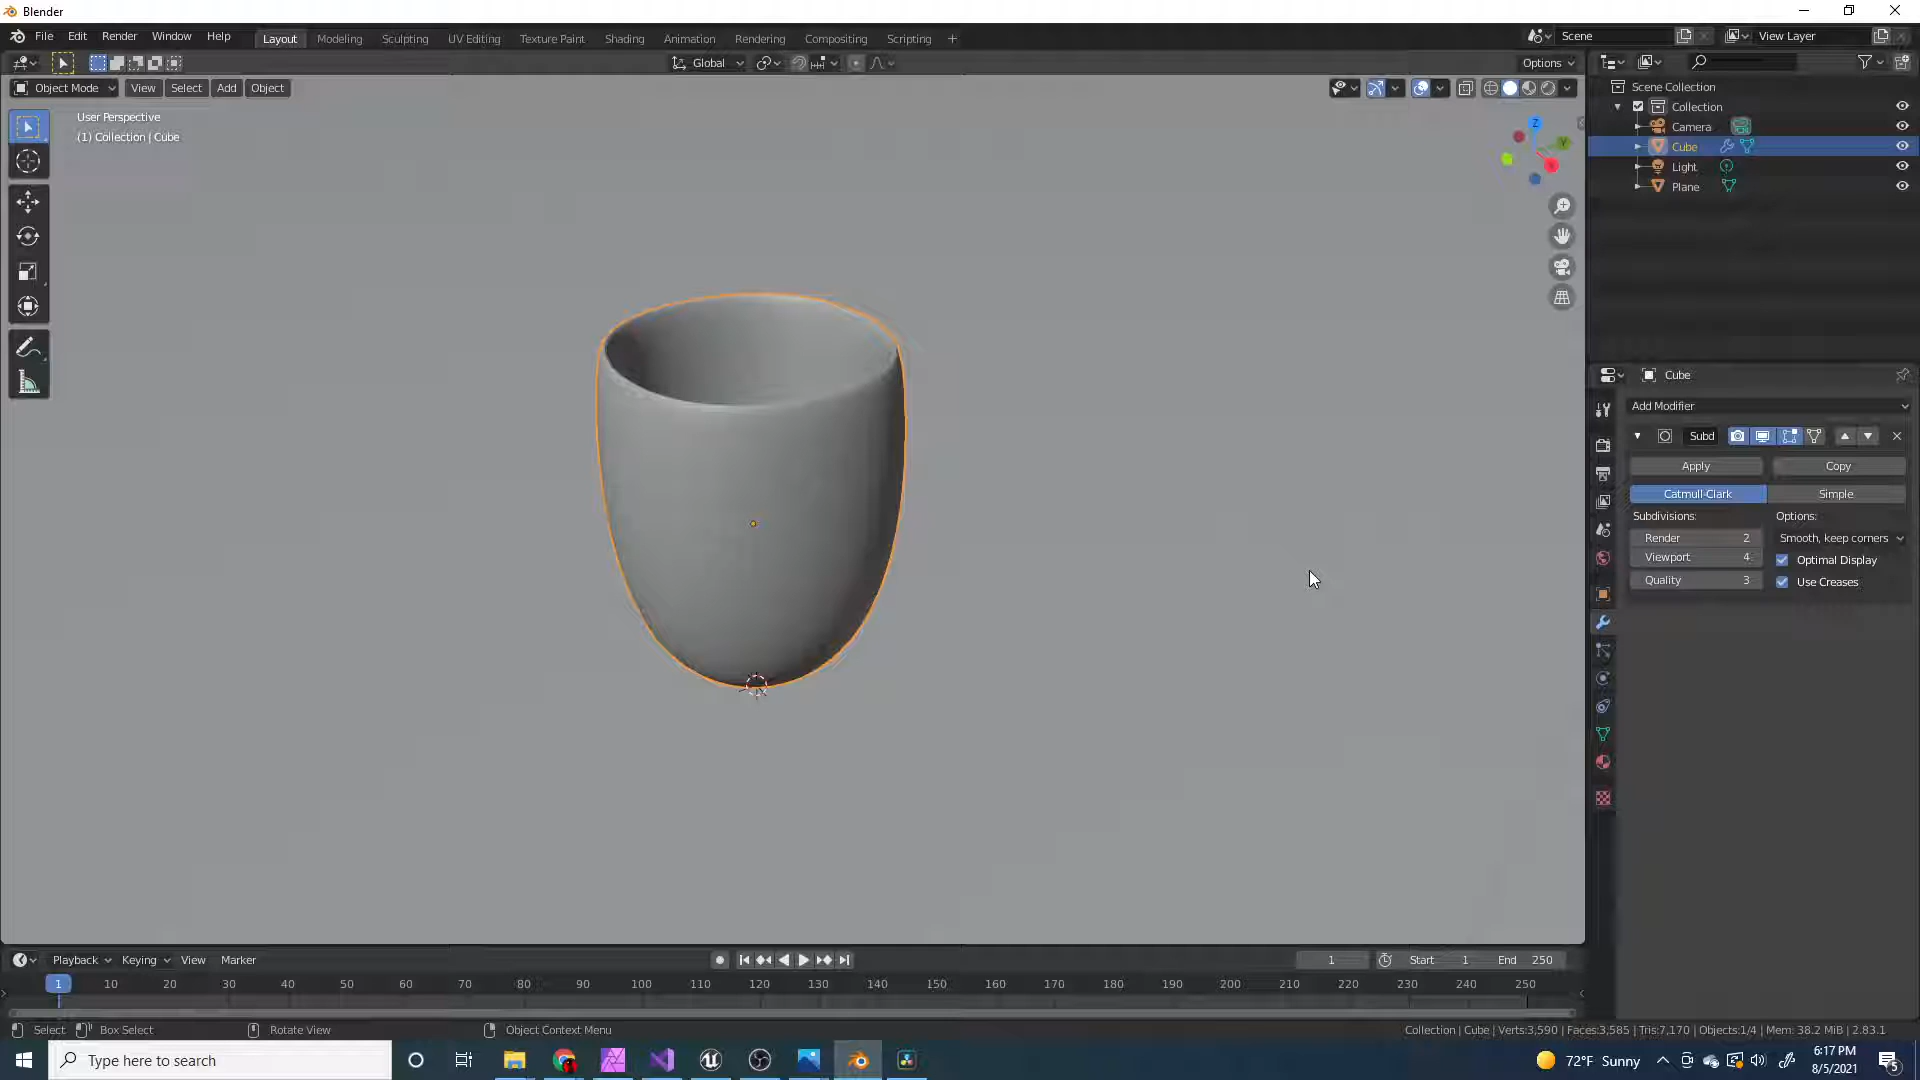 Blender
File Edit Render Window Help Layout Modeling Sculpting UV Editing Texture Paint Shading Animation Rendering Compositing Scripting + Scene View Layer
Global Options
Object Mode View Select Add Object
User Perspective
(1) Collection | Cube
Z
Y
Scene Collection
Collection
Camera
Cube
Light
Plane
Cube
Add Modifier
Subd
Apply Copy
Catmull-Clark Simple
Subdivisions: Options:
Render 2 Smooth, keep corners
Viewport 4 Optimal Display
Quality 3 Use Creases
Playback Keying View Marker 1 Start 1 End 250
1 10 20 30 40 50 60 70 80 90 100 110 120 130 140 150 160 170 180 190 200 210 220 230 240 250
Select Box Select Rotate View Object Context Menu Collection | Cube | Verts:3,590 | Faces:3,585 | Tris:7,170 | Objects:1/4 | Mem: 38.2 MiB | 2.83.1
Type here to search 72°F Sunny 6:17 PM
8/5/2021 5